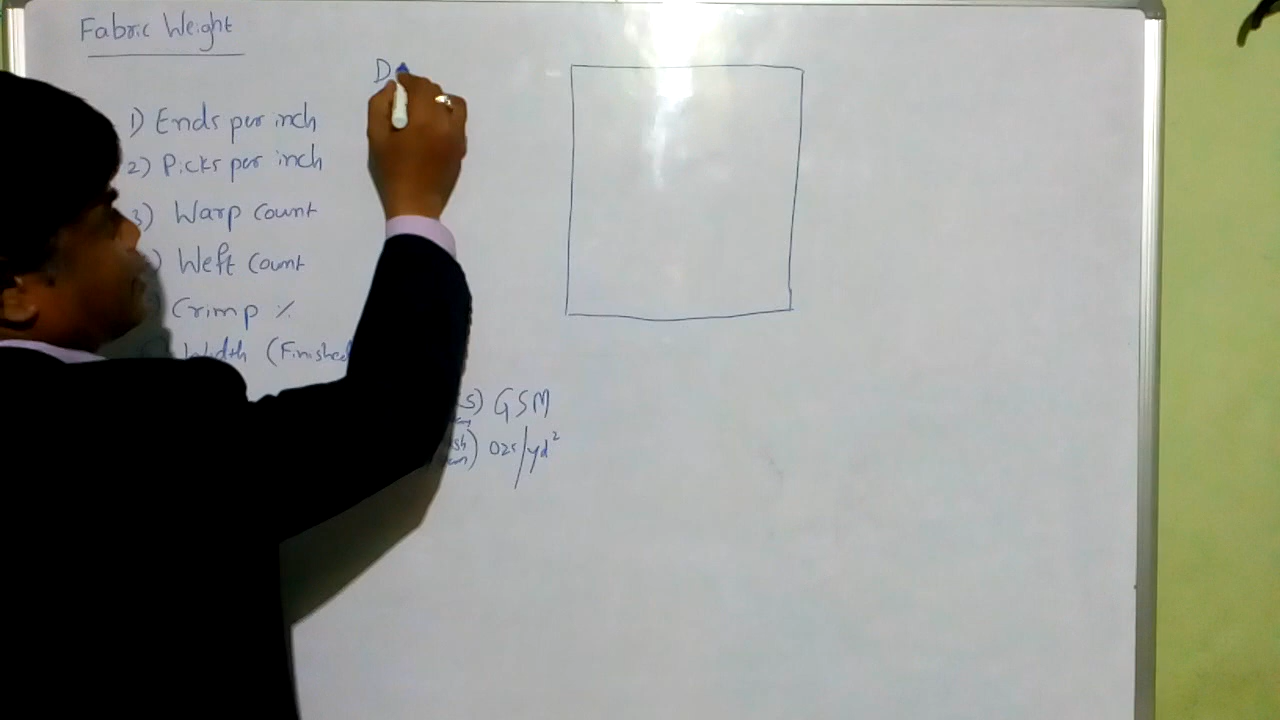 Fabric Weight
D
1) Ends per inch
2) Picks per inch
3) Warp Count
) Weft Count
Crimp %
Width (Finished
s) GSM
sh) ozs/yd²